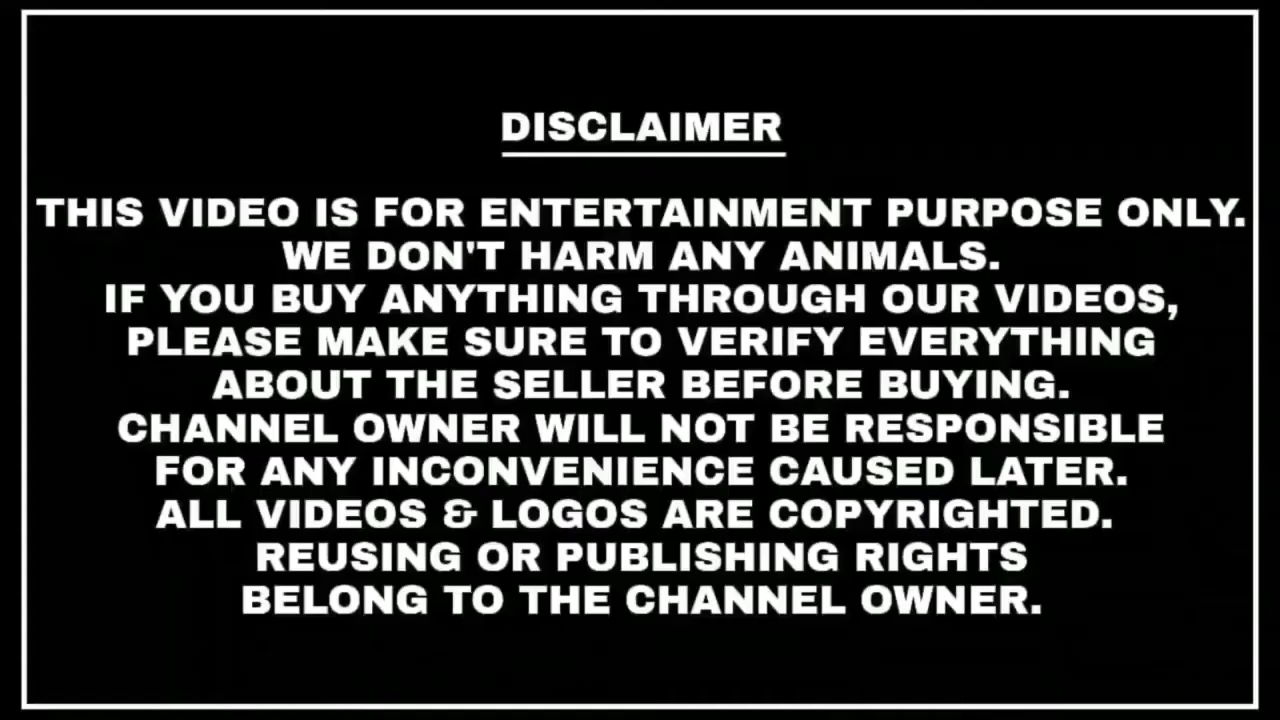 DISCLAIMER
THIS VIDEO IS FOR ENTERTAINMENT PURPOSE ONLY.
WE DON'T HARM ANY ANIMALS.
IF YOU BUY ANYTHING THROUGH OUR VIDEOS,
PLEASE MAKE SURE TO VERIFY EVERYTHING
ABOUT THE SELLER BEFORE BUYING.
CHANNEL OWNER WILL NOT BE RESPONSIBLE
FOR ANY INCONVENIENCE CAUSED LATER.
ALL VIDEOS & LOGOS ARE COPYRIGHTED.
REUSING OR PUBLISHING RIGHTS
BELONG TO THE CHANNEL OWNER.